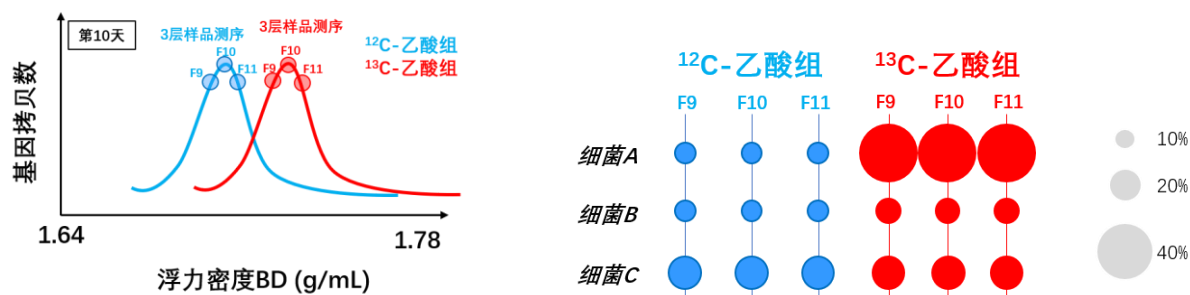 第10天
3层样品测序
F10
F9
F11
3层样品测序
F10
F9
F11
12C-乙酸组
13C-乙酸组
基因拷贝数
1.64
1.78
浮力密度BD (g/mL)
12C-乙酸组
13C-乙酸组
F9 F10 F11 F9 F10 F11
细菌A
细菌B
细菌C
10%
20%
40%